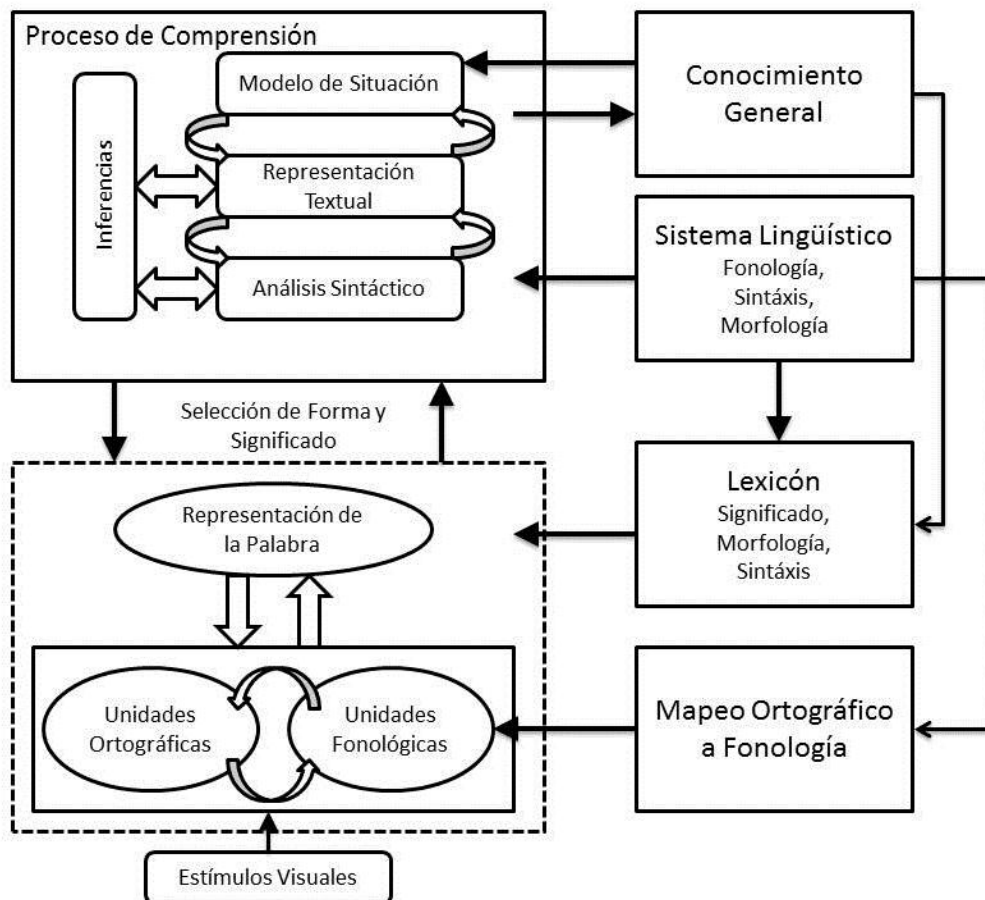 Proceso de Comprensión
Modelo de Situación
Inferencias
Representación
Textual
Análisis Sintáctico
Conocimiento
General
Sistema Lingüístico
Fonología,
Sintáxis,
Morfología
Selección de Forma y
Significado
Lexicón
Significado,
Morfología,
Sintáxis
Representación de
la Palabra
Unidades
Ortográficas
Unidades
Fonológicas
Mapeo Ortográfico
a Fonología
Estímulos Visuales